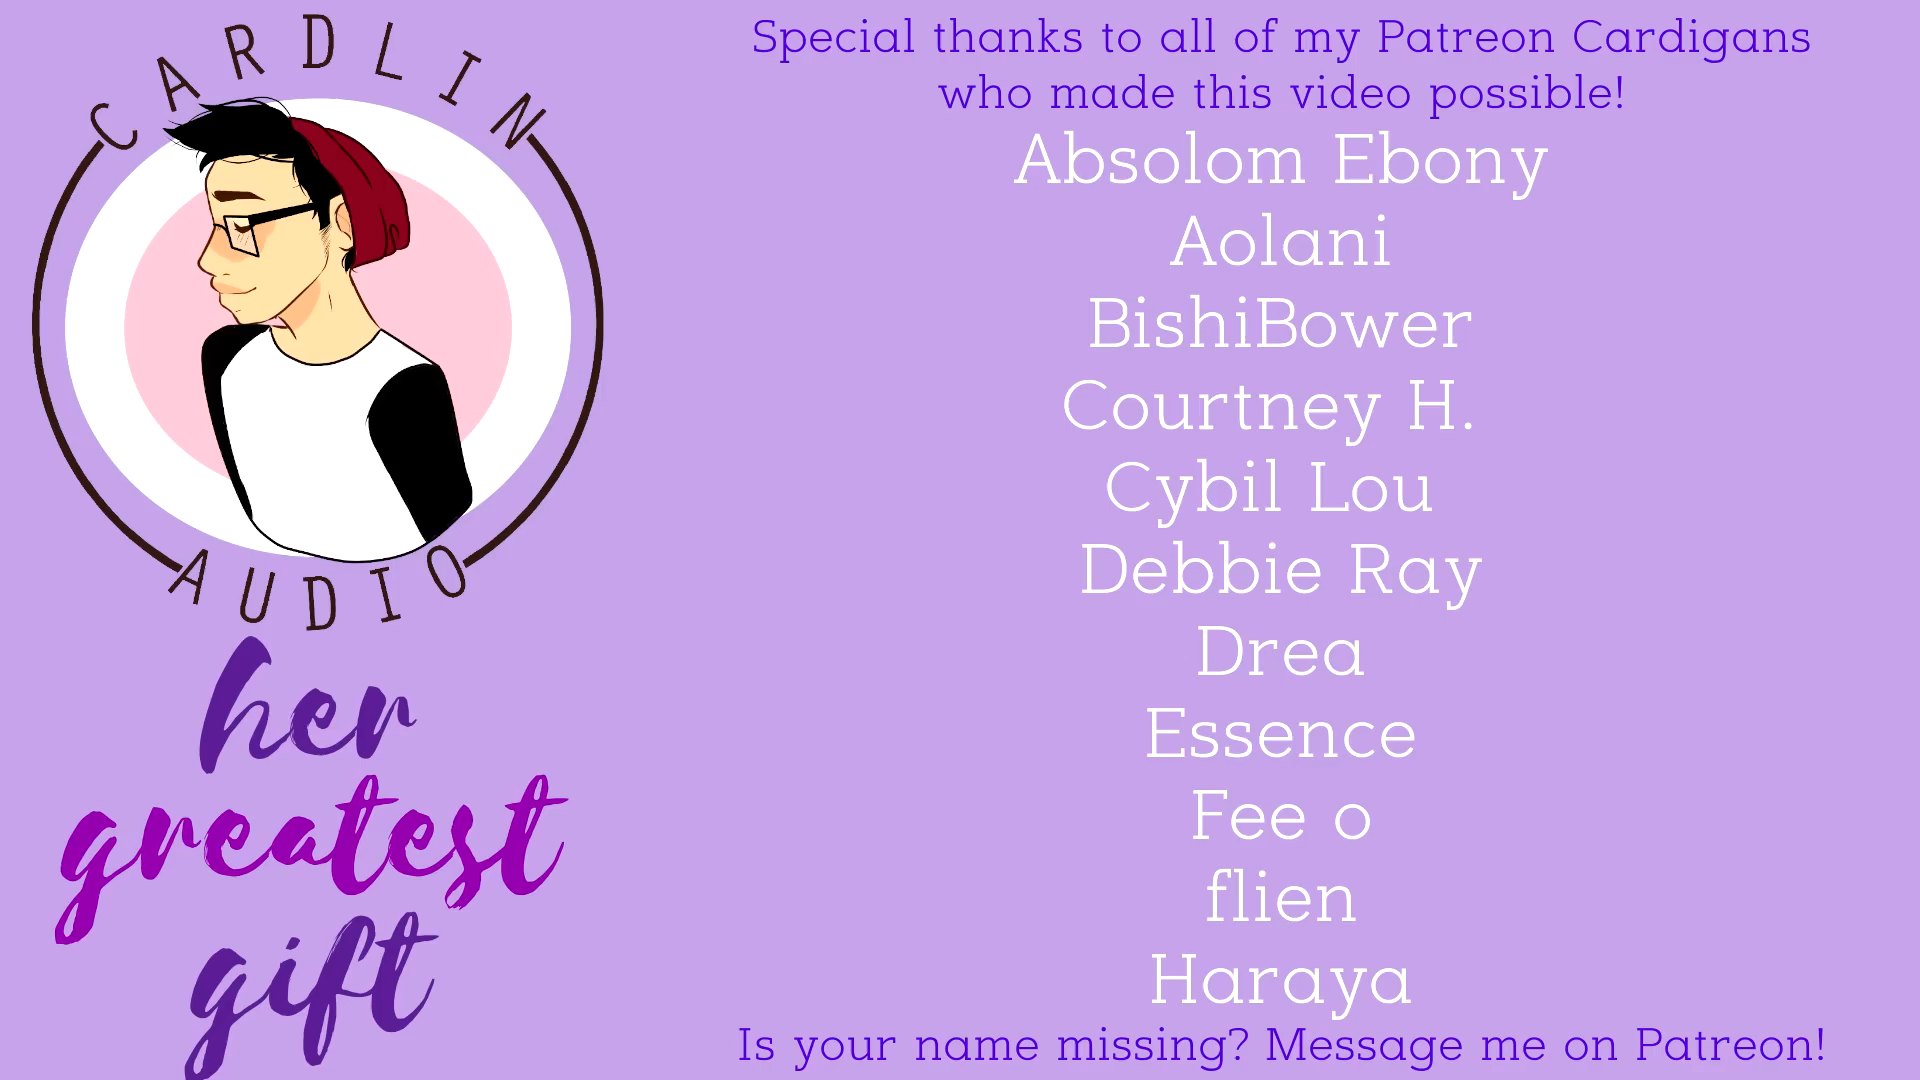 CARDLIN
AUDIO
her
greatest
gift
Special thanks to all of my Patreon Cardigans
who made this video possible!
Absolom Ebony
Aolani
BishiBower
Courtney H.
Cybil Lou
Debbie Ray
Drea
Essence
Fee o
flien
Haraya
Is your name missing? Message me on Patreon!